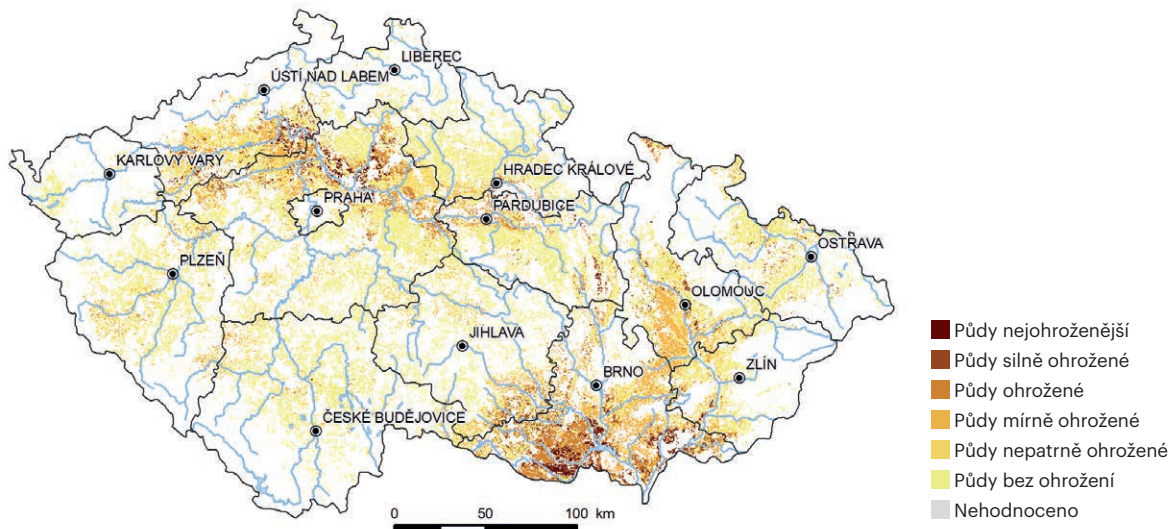 LIBEREC
ÚSTÍ NAD LABEM
KARLOVY VARY
HRADEC KRÁLOVÉ
PRAHA
PARDUBICE
OSTRAVA
PLZEŇ
OLOMOUC
JIHLAVA
ZLÍN
BRNO
ČESKÉ BUDĚJOVICE
0 50 100 km
Půdy nejohroženější
Půdy silně ohrožené
Půdy ohrožené
Půdy mírně ohrožené
Půdy nepatrně ohrožené
Půdy bez ohrožení
Nehodnoceno